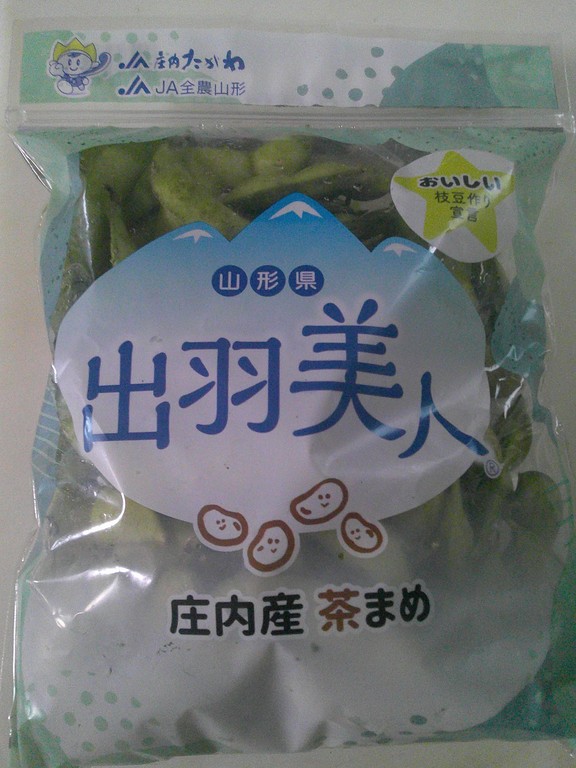 JA庄内たがわ
JA JA全農山形
おいしい
枝豆作り
宣言
山形県
出羽美人®
庄内産 茶まめ